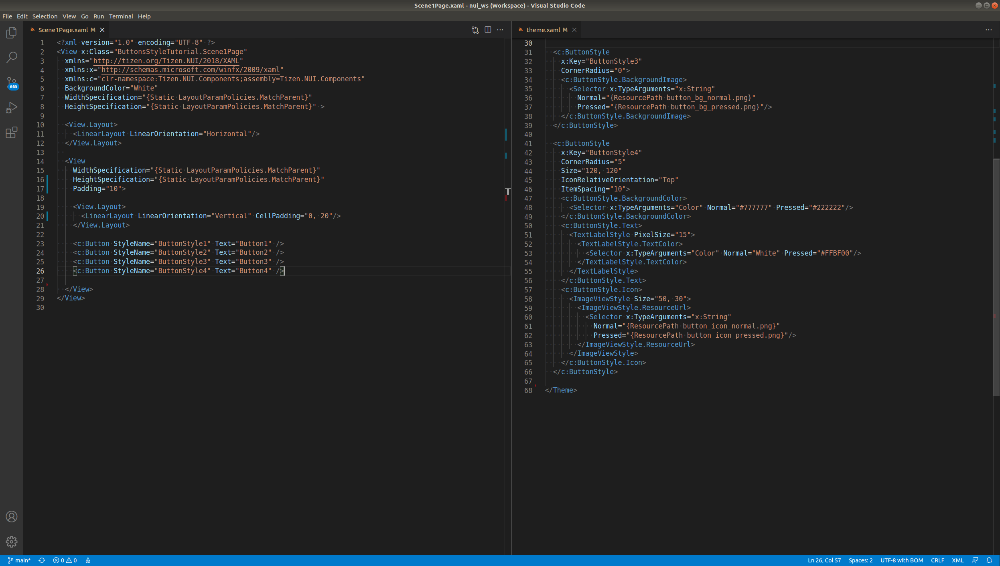 Scene1Page.xaml - nui_ws (Workspace) - Visual Studio Code
File Edit Selection View Go Run Terminal Help
Scene1Page.xaml M
665
1 <?xml version="1.0" encoding="UTF-8" ?>
2 <View x:Class="ButtonsStyleTutorial.Scene1Page"
3 xmlns="http://tizen.org/Tizen.NUI/2018/XAML"
4 xmlns:x="http://schemas.microsoft.com/winfx/2009/xaml"
5 xmlns:c="clr-namespace:Tizen.NUI.Components;assembly=Tizen.NUI.Components"
6 BackgroundColor="White"
7 WidthSpecification="{Static LayoutParamPolicies.MatchParent}"
8 HeightSpecification="{Static LayoutParamPolicies.MatchParent}" >
9
10 <View.Layout>
11 <LinearLayout LinearOrientation="Horizontal"/>
12 </View.Layout>
13
14 <View
15 WidthSpecification="{Static LayoutParamPolicies.MatchParent}"
16 HeightSpecification="{Static LayoutParamPolicies.MatchParent}"
17 Padding="10">
18
19 <View.Layout>
20 <LinearLayout LinearOrientation="Vertical" CellPadding="0, 20"/>
21 </View.Layout>
22
23 <c:Button StyleName="ButtonStyle1" Text="Button1" />
24 <c:Button StyleName="ButtonStyle2" Text="Button2" />
25 <c:Button StyleName="ButtonStyle3" Text="Button3" />
26 <c:Button StyleName="ButtonStyle4" Text="Button4" />
27
28 </View>
29 </View>
30
theme.xaml M
30
31 <c:ButtonStyle
32 x:Key="ButtonStyle3"
33 CornerRadius="0">
34 <c:ButtonStyle.BackgroundImage>
35 <Selector x:TypeArguments="x:String"
36 Normal="{ResourcePath button_bg_normal.png}"
37 Pressed="{ResourcePath button_bg_pressed.png}"/>
38 </c:ButtonStyle.BackgroundImage>
39 </c:ButtonStyle>
40
41 <c:ButtonStyle
42 x:Key="ButtonStyle4"
43 CornerRadius="5"
44 Size="120, 120"
45 IconRelativeOrientation="Top"
46 ItemSpacing="10">
47 <c:ButtonStyle.BackgroundColor>
48 <Selector x:TypeArguments="Color" Normal="#777777" Pressed="#222222"/>
49 </c:ButtonStyle.BackgroundColor>
50 <c:ButtonStyle.Text>
51 <TextLabelStyle PixelSize="15">
52 <TextLabelStyle.TextColor>
53 <Selector x:TypeArguments="Color" Normal="White" Pressed="#FFBF00"/>
54 </TextLabelStyle.TextColor>
55 </TextLabelStyle>
56 </c:ButtonStyle.Text>
57 <c:ButtonStyle.Icon>
58 <ImageViewStyle Size="50, 30">
59 <ImageViewStyle.ResourceUrl>
60 <Selector x:TypeArguments="x:String"
61 Normal="{ResourcePath button_icon_normal.png}"
62 Pressed="{ResourcePath button_icon_pressed.png}"/>
63 </ImageViewStyle.ResourceUrl>
64 </ImageViewStyle>
65 </c:ButtonStyle.Icon>
66 </c:ButtonStyle>
67
68 </Theme>
main* 0 0 Ln 26, Col 57 Spaces: 2 UTF-8 with BOM CRLF XML